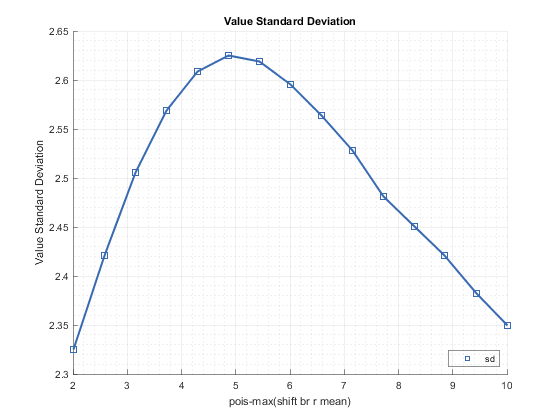 Value Standard Deviation
2.65
2.6
2.55
2.5
2.45
2.4
2.35
2.3
Value Standard Deviation
2 3 4 5 6 7 8 9 10
pois-max(shift br r mean)
sd